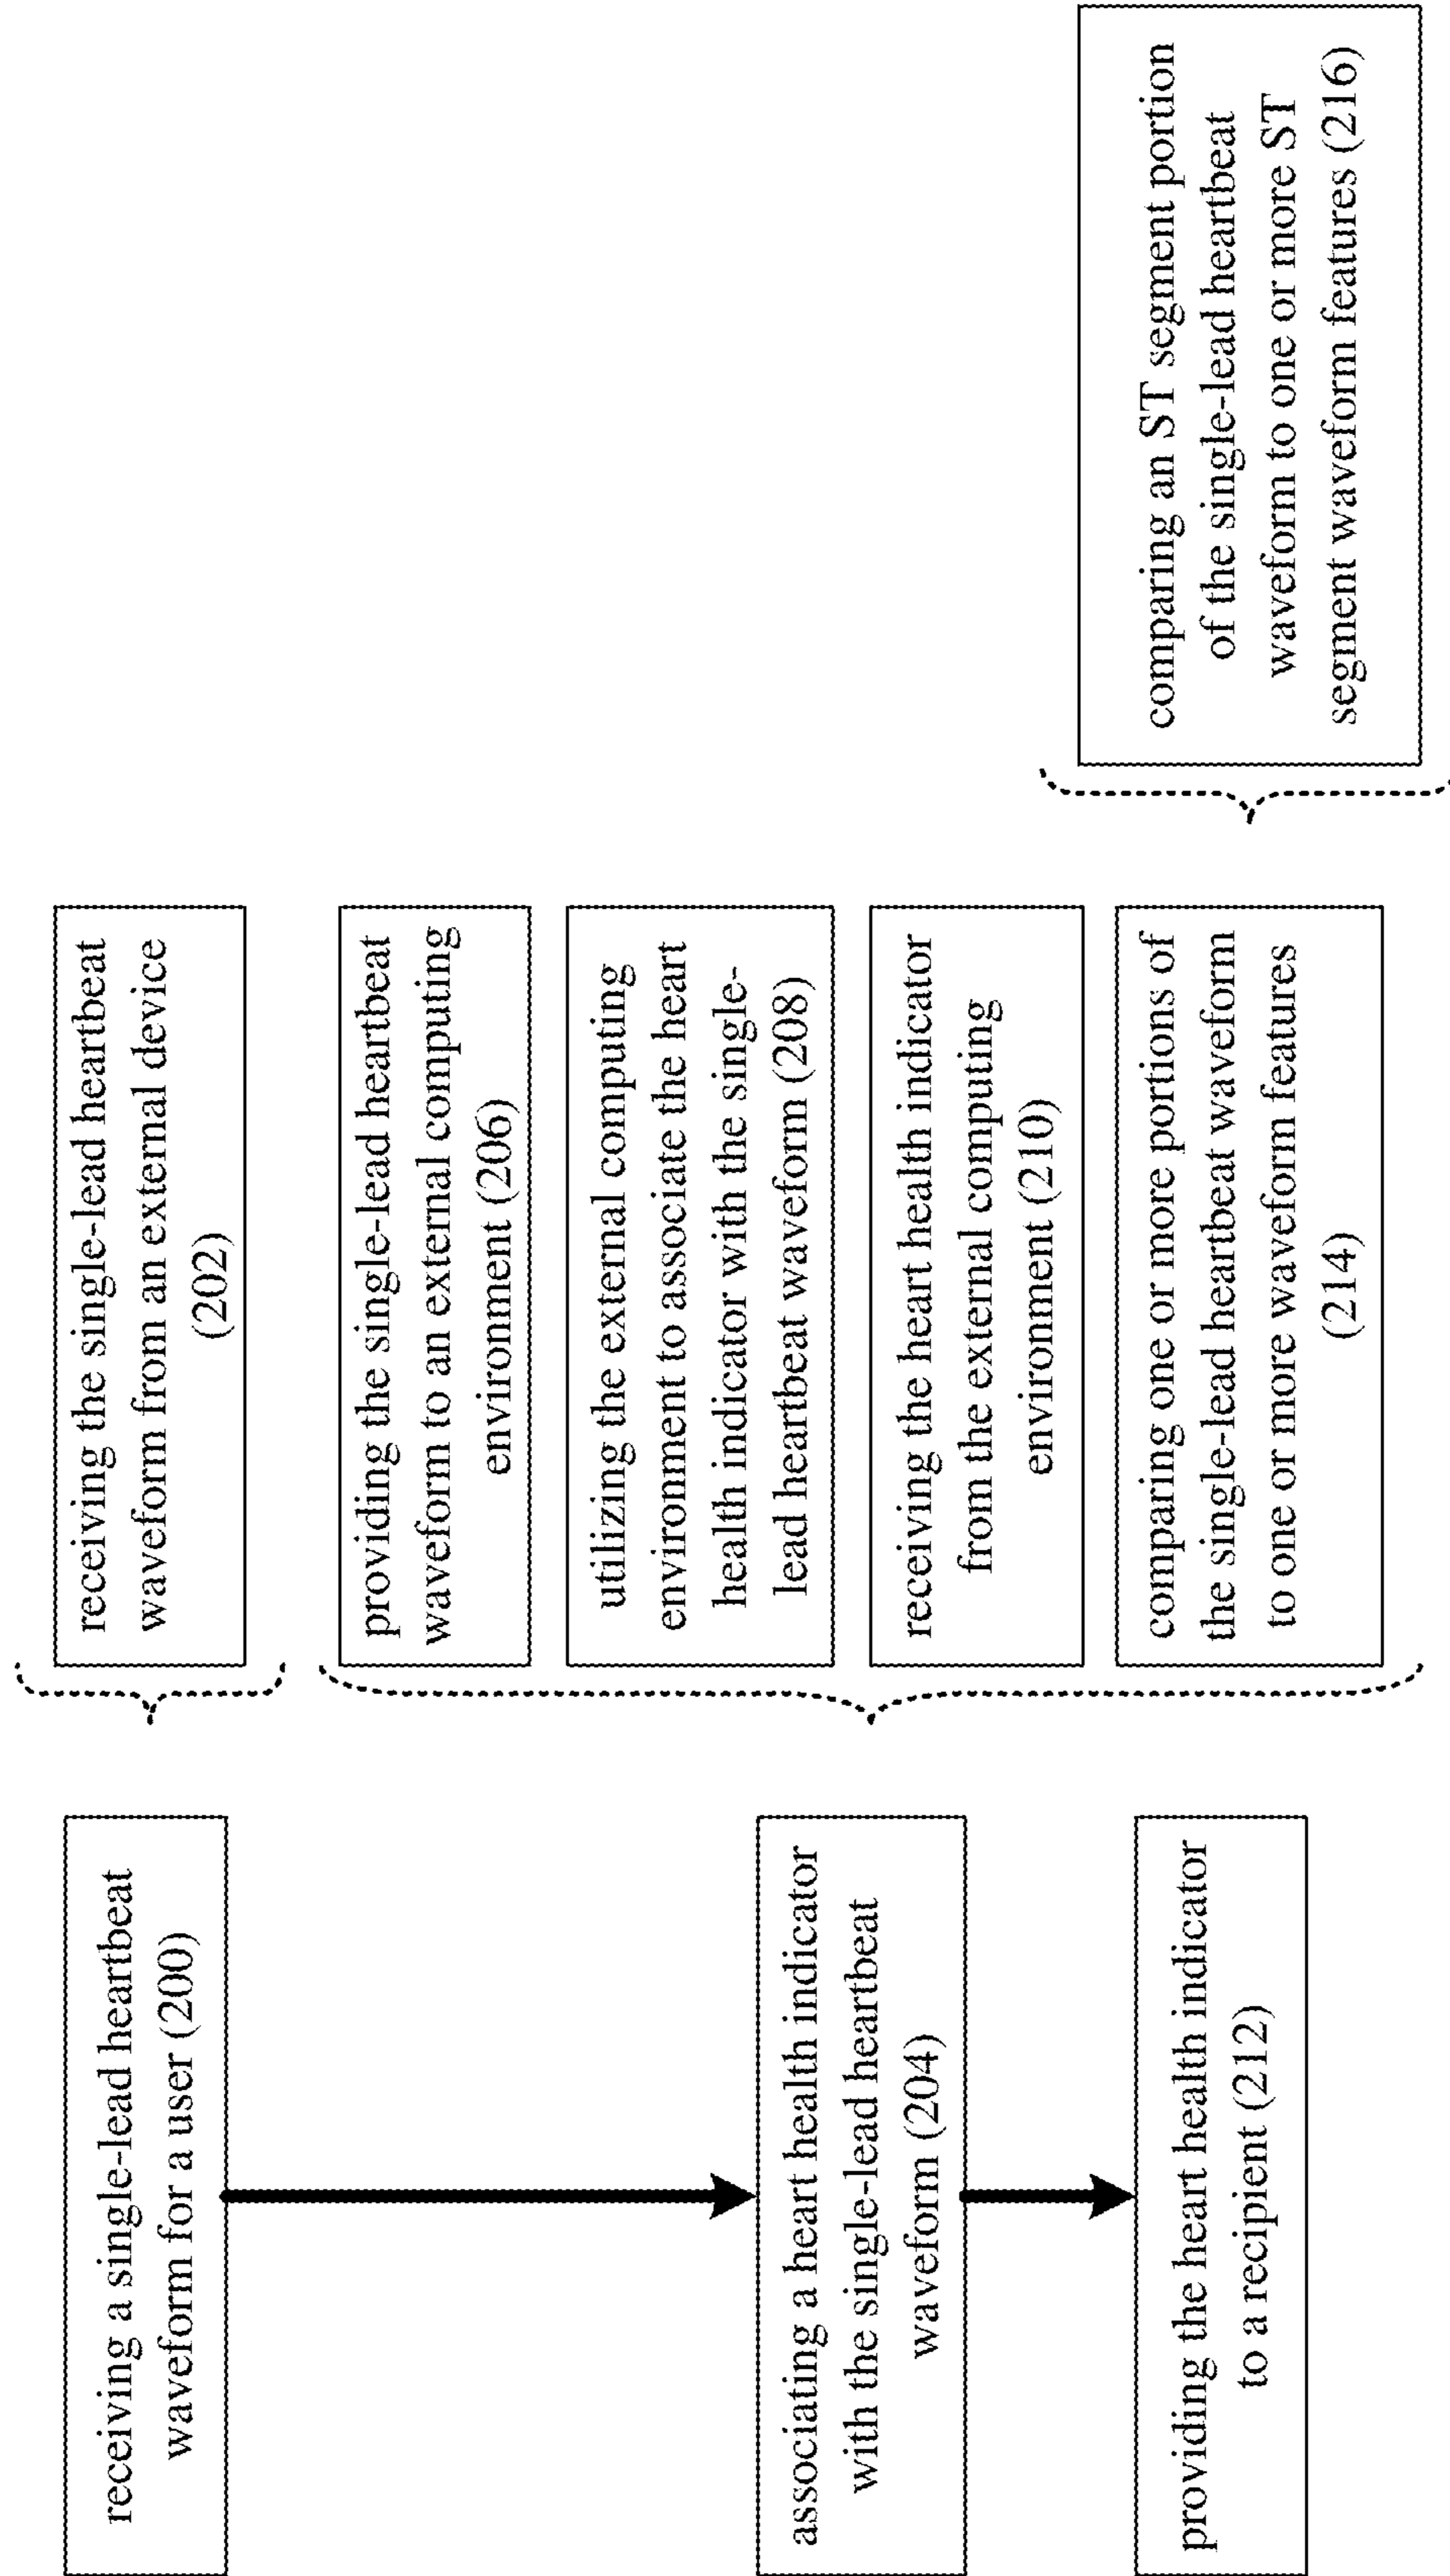 receiving a single-lead heartbeat
waveform for a user (200)
receiving the single-lead heartbeat
waveform from an external device
(202)
associating a heart health indicator
with the single-lead heartbeat
waveform (204)
providing the single-lead heartbeat
waveform to an external computing
environment (206)
utilizing the external computing
environment to associate the heart
health indicator with the single-
lead heartbeat waveform (208)
receiving the heart health indicator
from the external computing
environment (210)
comparing one or more portions of
the single-lead heartbeat waveform
to one or more waveform features
(214)
comparing an ST segment portion
of the single-lead heartbeat
waveform to one or more ST
segment waveform features (216)
providing the heart health indicator
to a recipient (212)